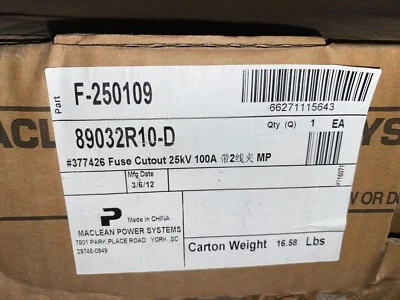 Part
F-250109
66271115643
89032R10-D
Qty (Q) 1 EA
#377426 Fuse Cutout 25kV 100A 带2线夹 MP
Mfg Date
3/6/12
P
Made in CHINA
MACLEAN POWER SYSTEMS
7801 PARK PLACE ROAD YORK, SC
29745-0949
Carton Weight 16.58 Lbs
W OR DU